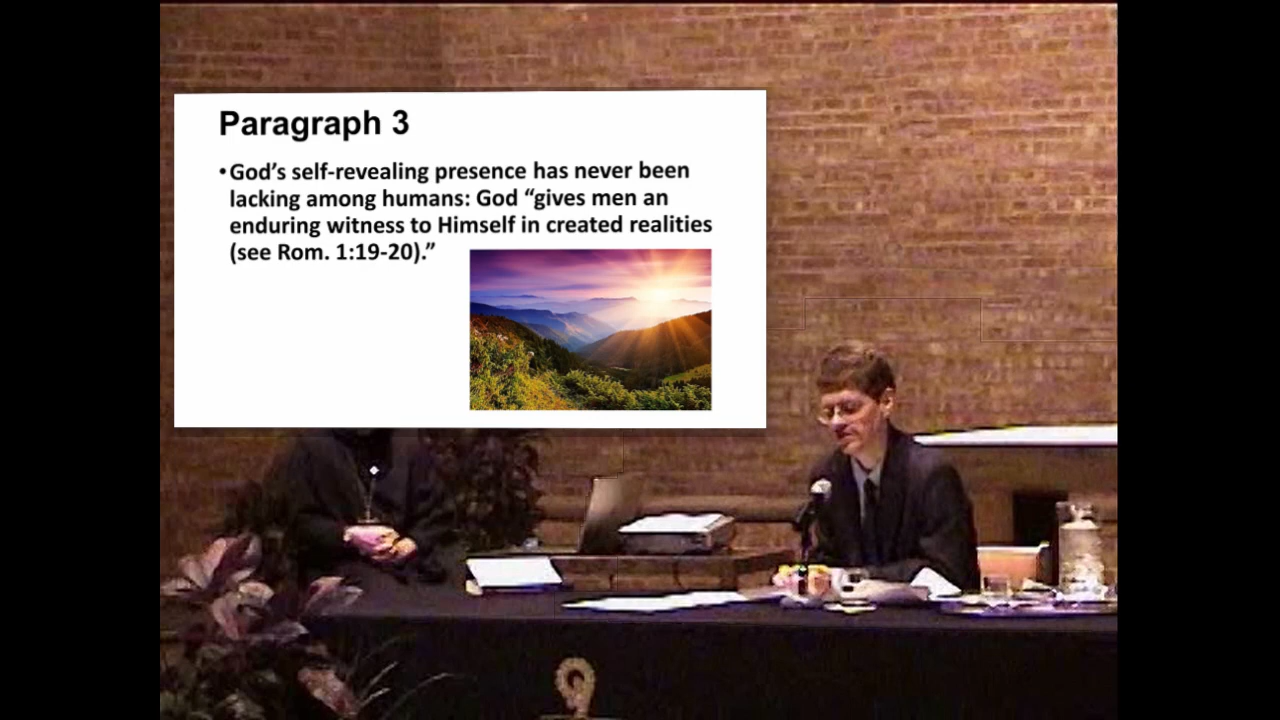 Paragraph 3
•God’s self-revealing presence has never been
lacking among humans: God “gives men an
enduring witness to Himself in created realities
(see Rom. 1:19-20).”